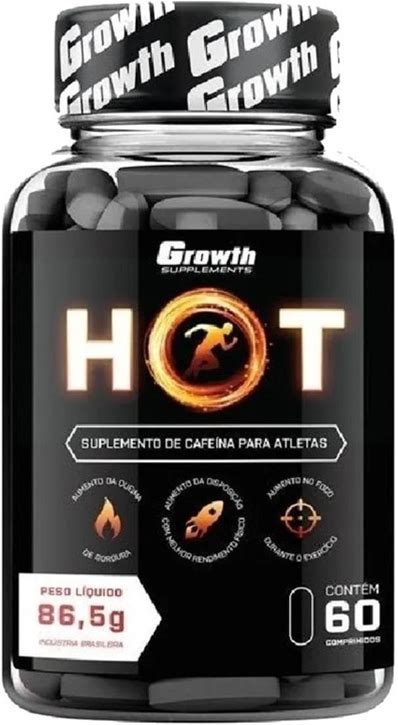 Growth
Growth
Growth
Growth
Growth
SUPPLEMENTS
HOT
SUPLEMENTO DE CAFEÍNA PARA ATLETAS
AUMENTO DA QUEIMA
DE GORDURA
AUMENTO DA DISPOSIÇÃO
COM MELHOR RENDIMENTO FÍSICO
AUMENTO NO FOCO
DURANTE O EXERCÍCIO
PESO LÍQUIDO
86,5g
INDÚSTRIA BRASILEIRA
CONTÉM
60
COMPRIMIDOS